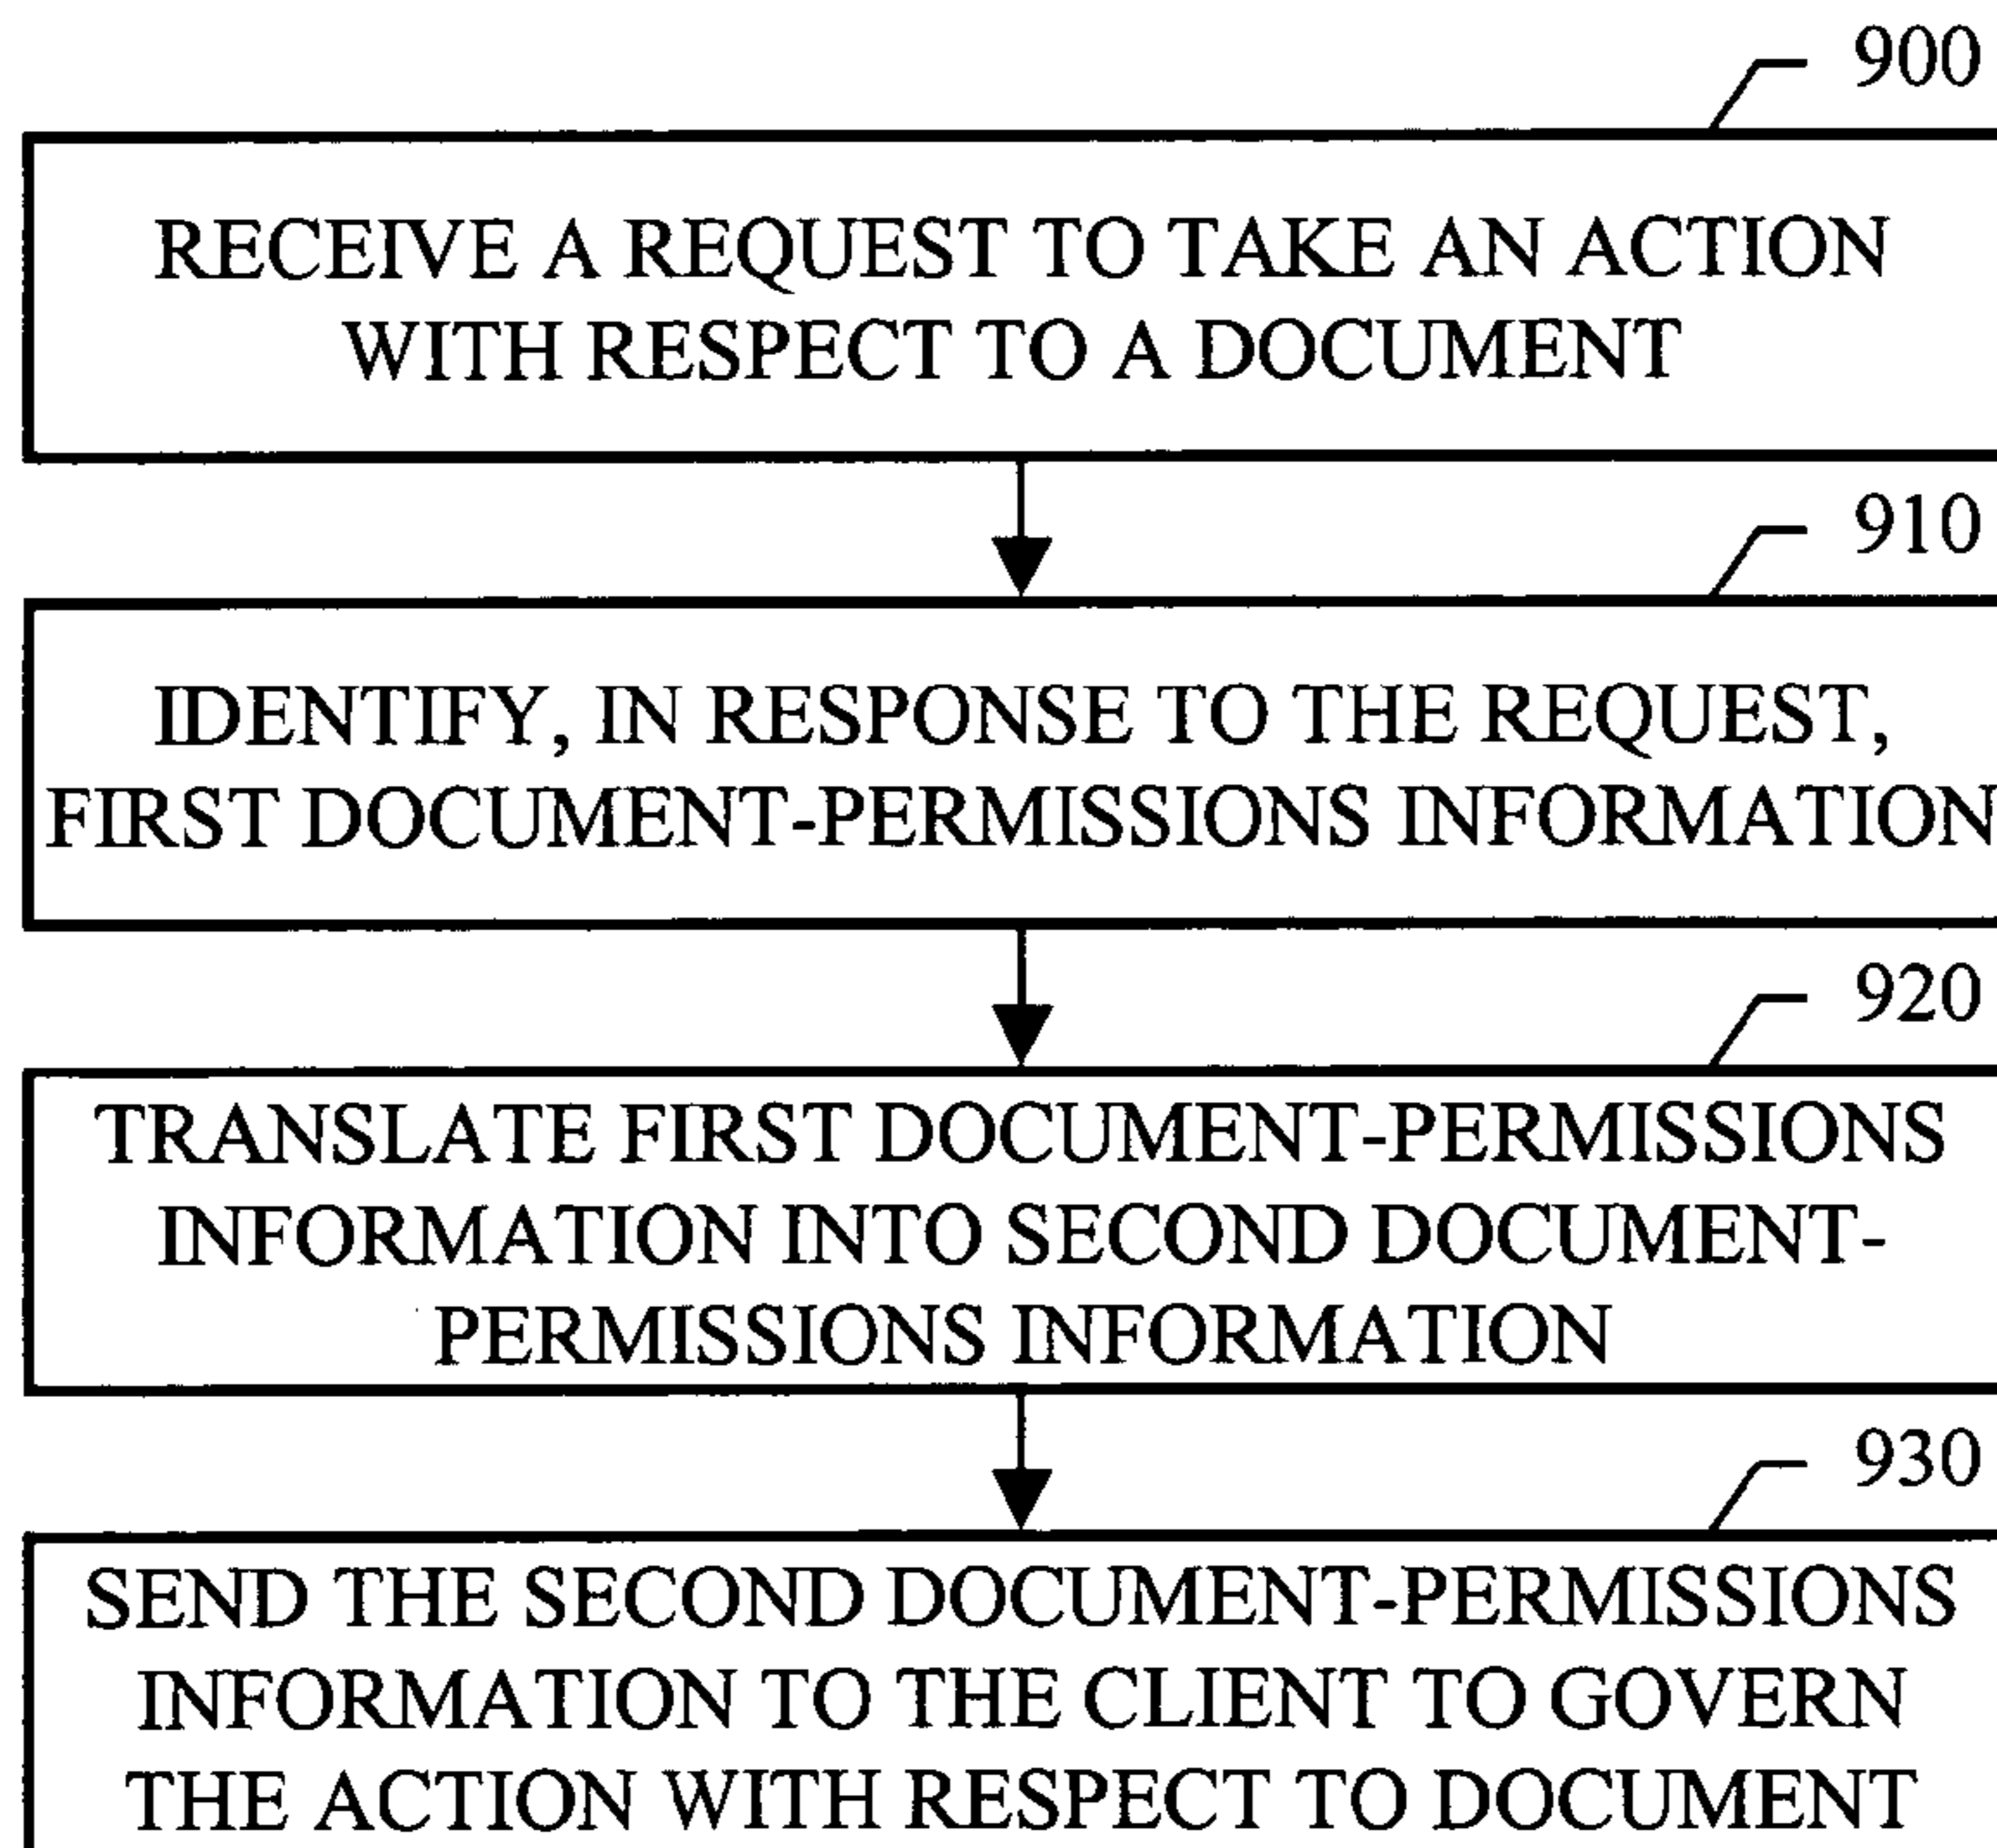 900
RECEIVE A REQUEST TO TAKE AN ACTION
WITH RESPECT TO A DOCUMENT
910
IDENTIFY, IN RESPONSE TO THE REQUEST,
FIRST DOCUMENT-PERMISSIONS INFORMATION
920
TRANSLATE FIRST DOCUMENT-PERMISSIONS
INFORMATION INTO SECOND DOCUMENT-
PERMISSIONS INFORMATION
930
SEND THE SECOND DOCUMENT-PERMISSIONS
INFORMATION TO THE CLIENT TO GOVERN
THE ACTION WITH RESPECT TO DOCUMENT